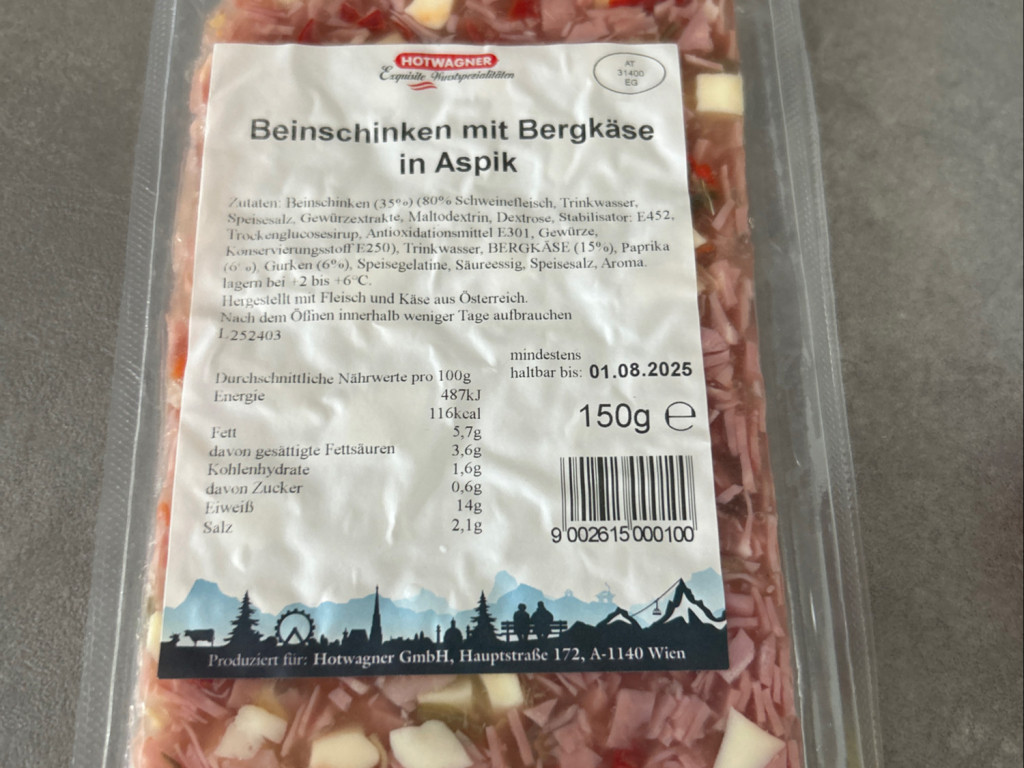 HOTWAGNER
Exquisite Wurstspezialitäten
AT
31400
EG
Beinschinken mit Bergkäse
in Aspik
Zutaten: Beinschinken (35%) (80% Schweinefleisch, Trinkwasser,
Speisesalz, Gewürzextrakte, Maltodextrin, Dextrose, Stabilisator: E452,
Trockenglucosesirup, Antioxidationsmittel E301, Gewürze,
Konservierungsstoff E250), Trinkwasser, BERGKÄSE (15%), Paprika
(6%), Gurken (6%), Speisegelatine, Säureessig, Speisesalz, Aroma.
lagern bei +2 bis +6°C.
Hergestellt mit Fleisch und Käse aus Österreich.
Nach dem Öffnen innerhalb weniger Tage aufbrauchen
L252403
mindestens
haltbar bis: 01.08.2025
150g ℮
Durchschnittliche Nährwerte pro 100g
Energie 487kJ
116kcal
Fett 5,7g
davon gesättigte Fettsäuren 3,6g
Kohlenhydrate 1,6g
davon Zucker 0,6g
Eiweiß 14g
Salz 2,1g
9 002615 000100
Produziert für: Hotwagner GmbH, Hauptstraße 172, A-1140 Wien